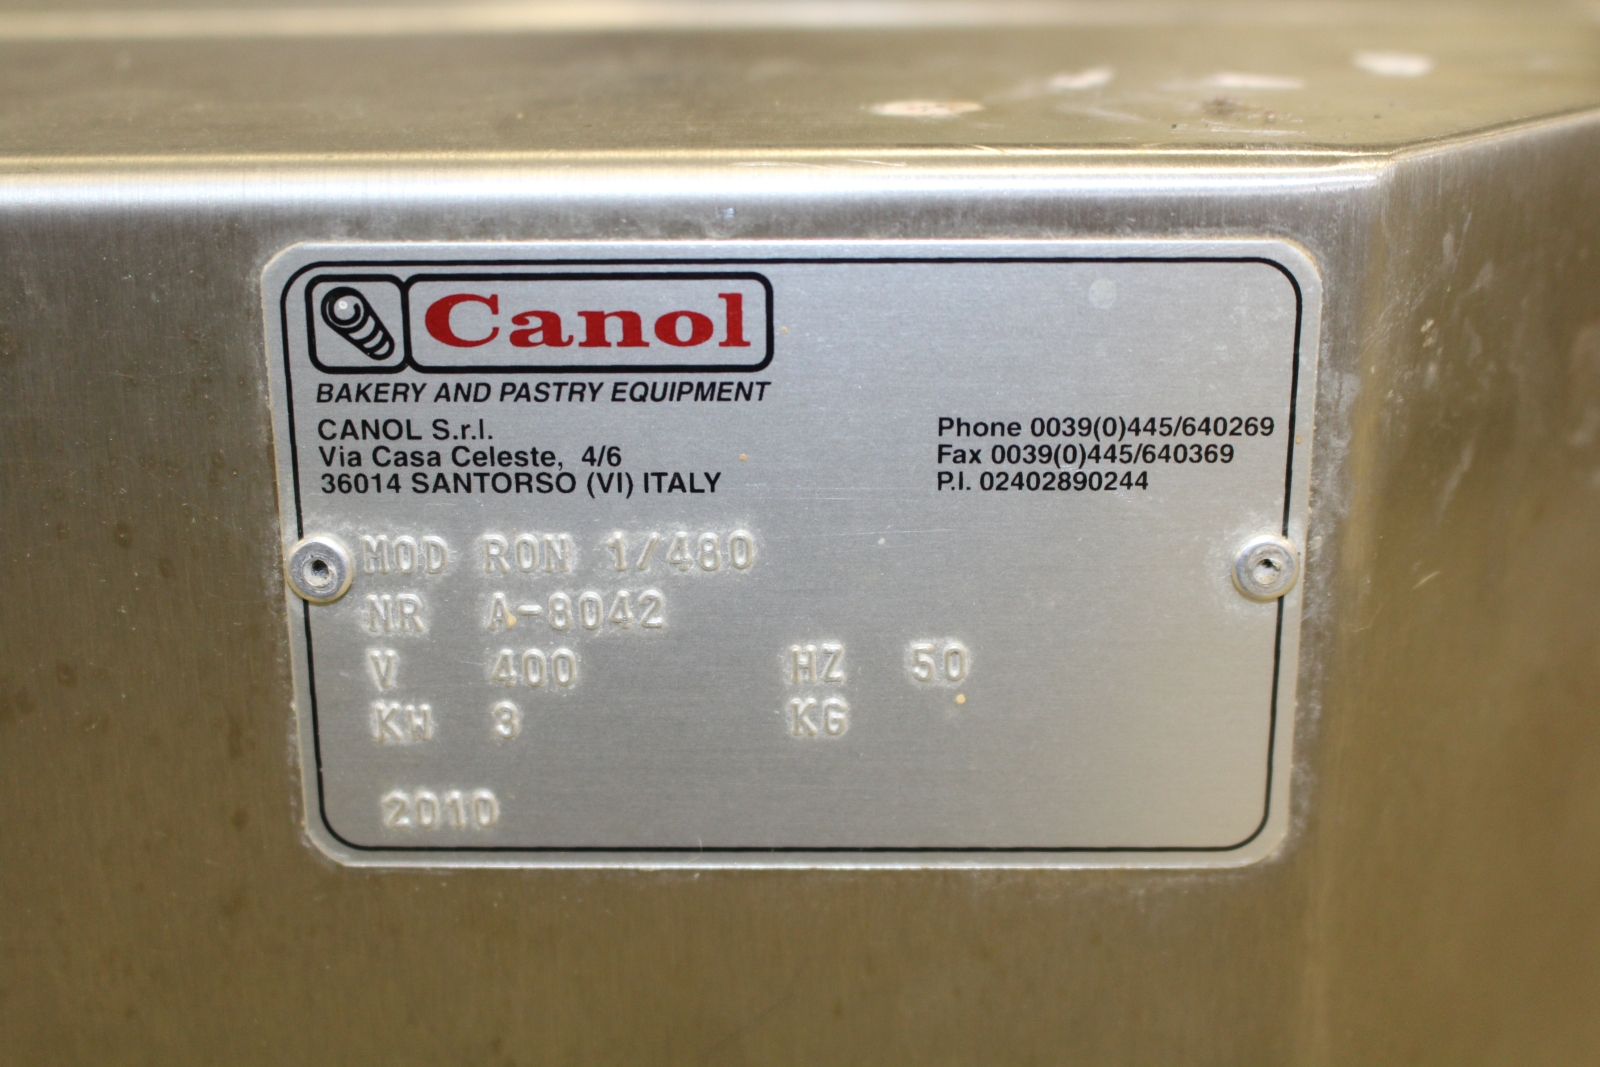 Canol
BAKERY AND PASTRY EQUIPMENT
CANOL S.r.l.
Via Casa Celeste, 4/6
36014 SANTORSO (VI) ITALY
Phone 0039(0)445/640269
Fax 0039(0)445/640369
P.I. 02402890244
MOD RON 1/480
NR A-8042
V 400 HZ 50
KW 3 KG
2010